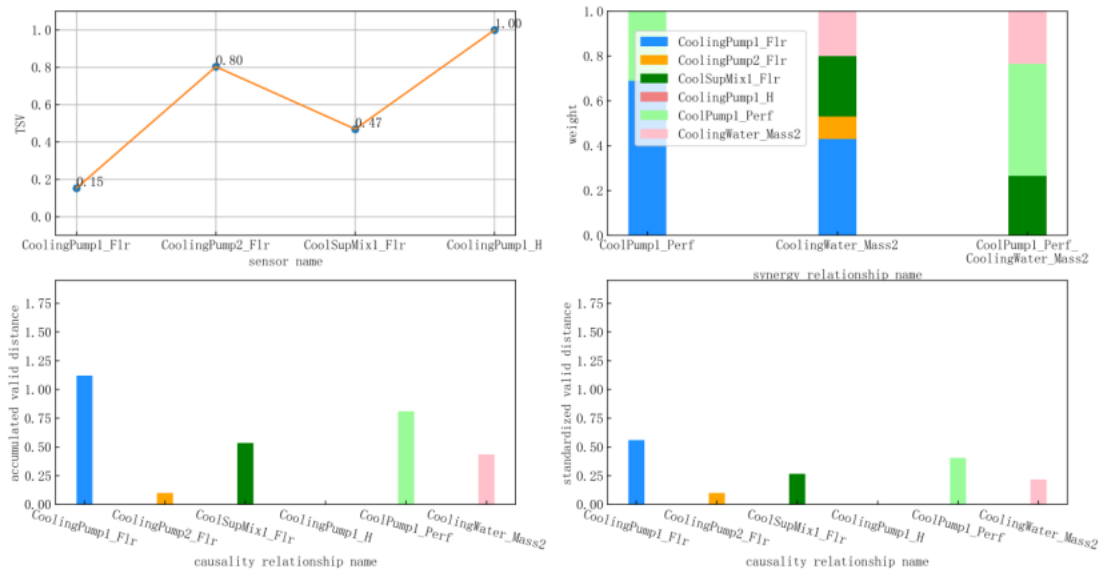 1.0
0.8
0.6
0.4
0.2
0.0
TSV
0.15
0.80
0.47
1.00
CoolingPump1_Flr
CoolingPump2_Flr
CoolSupMix1_Flr
CoolingPump1_H
sensor name
1.0
0.8
0.6
0.4
0.2
0.0
weight
CoolingPump1_Flr
CoolingPump2_Flr
CoolSupMix1_Flr
CoolingPump1_H
CoolPump1_Perf
CoolingWater_Mass2
CoolPump1_Perf
CoolingWater_Mass2
CoolPump1_Perf_
CoolingWater_Mass2
synergy relationship name
1.75
1.50
1.25
1.00
0.75
0.50
0.25
0.00
accumulated valid distance
CoolingPump1_Flr
CoolingPump2_Flr
CoolSupMix1_Flr
CoolingPump1_H
CoolPump1_Perf
CoolingWater_Mass2
causality relationship name
1.75
1.50
1.25
1.00
0.75
0.50
0.25
0.00
standardized valid distance
CoolingPump1_Flr
CoolingPump2_Flr
CoolSupMix1_Flr
CoolingPump1_H
CoolPump1_Perf
CoolingWater_Mass2
causality relationship name